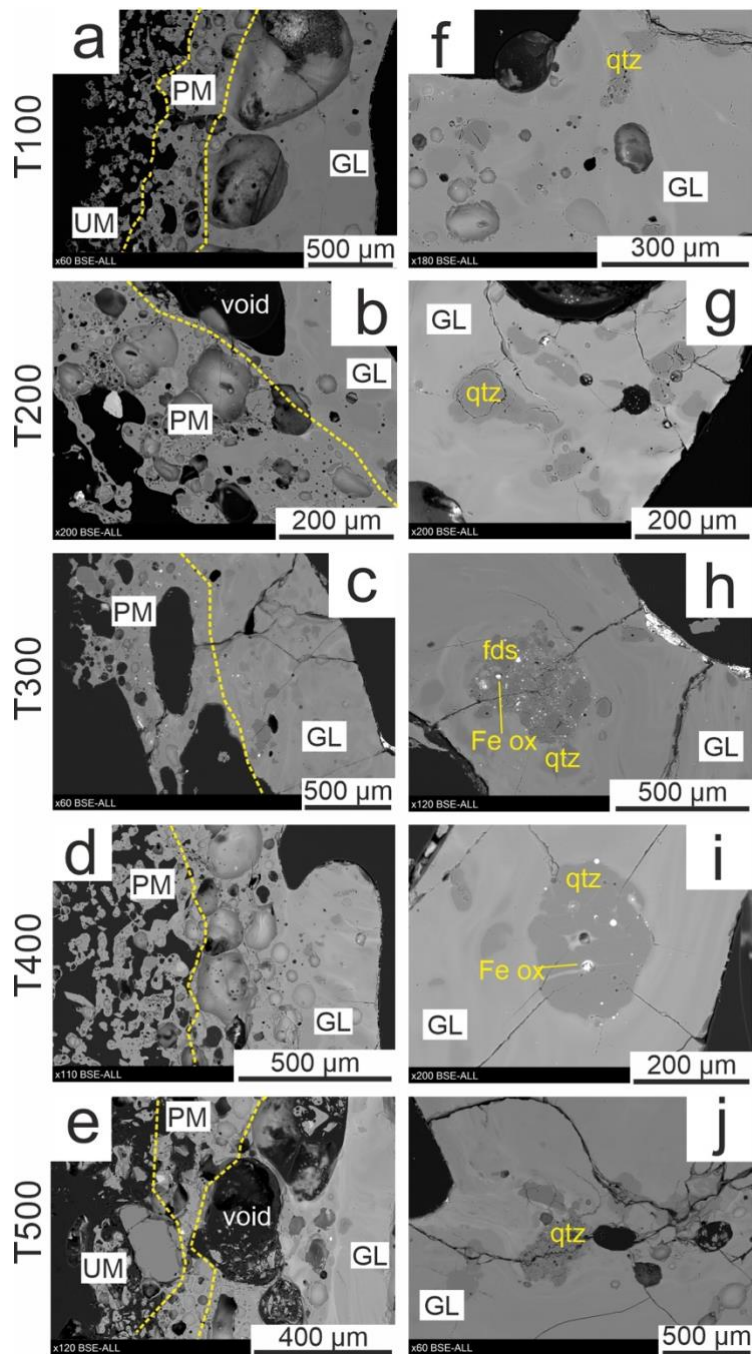 T100
a
PM
UM
GL
x60 BSE-ALL
500 µm
f
qtz
GL
x180 BSE-ALL
300 µm
T200
void
b
GL
PM
x200 BSE-ALL
200 µm
GL
g
qtz
x200 BSE-ALL
200 µm
T300
c
PM
GL
x60 BSE-ALL
500 µm
h
fds
Fe ox
qtz
GL
x120 BSE-ALL
500 µm
T400
d
PM
GL
x110 BSE-ALL
500 µm
i
qtz
Fe ox
GL
x200 BSE-ALL
200 µm
T500
PM
e
void
UM
GL
x120 BSE-ALL
400 µm
j
qtz
GL
x60 BSE-ALL
500 µm